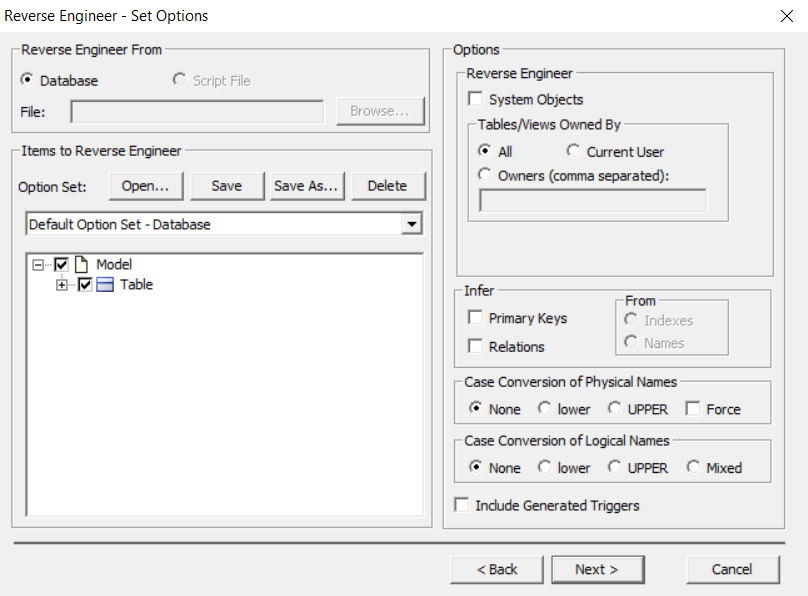 Reverse Engineer - Set Options
Reverse Engineer From
Database
Script File
File:
Browse...
Items to Reverse Engineer
Option Set:
Open...
Save
Save As...
Delete
Default Option Set - Database
Model
Table
Options
Reverse Engineer
System Objects
Tables/Views Owned By
All
Current User
Owners (comma separated):
Infer
Primary Keys
Relations
From
Indexes
Names
Case Conversion of Physical Names
None
lower
UPPER
Force
Case Conversion of Logical Names
None
lower
UPPER
Mixed
Include Generated Triggers
< Back
Next >
Cancel